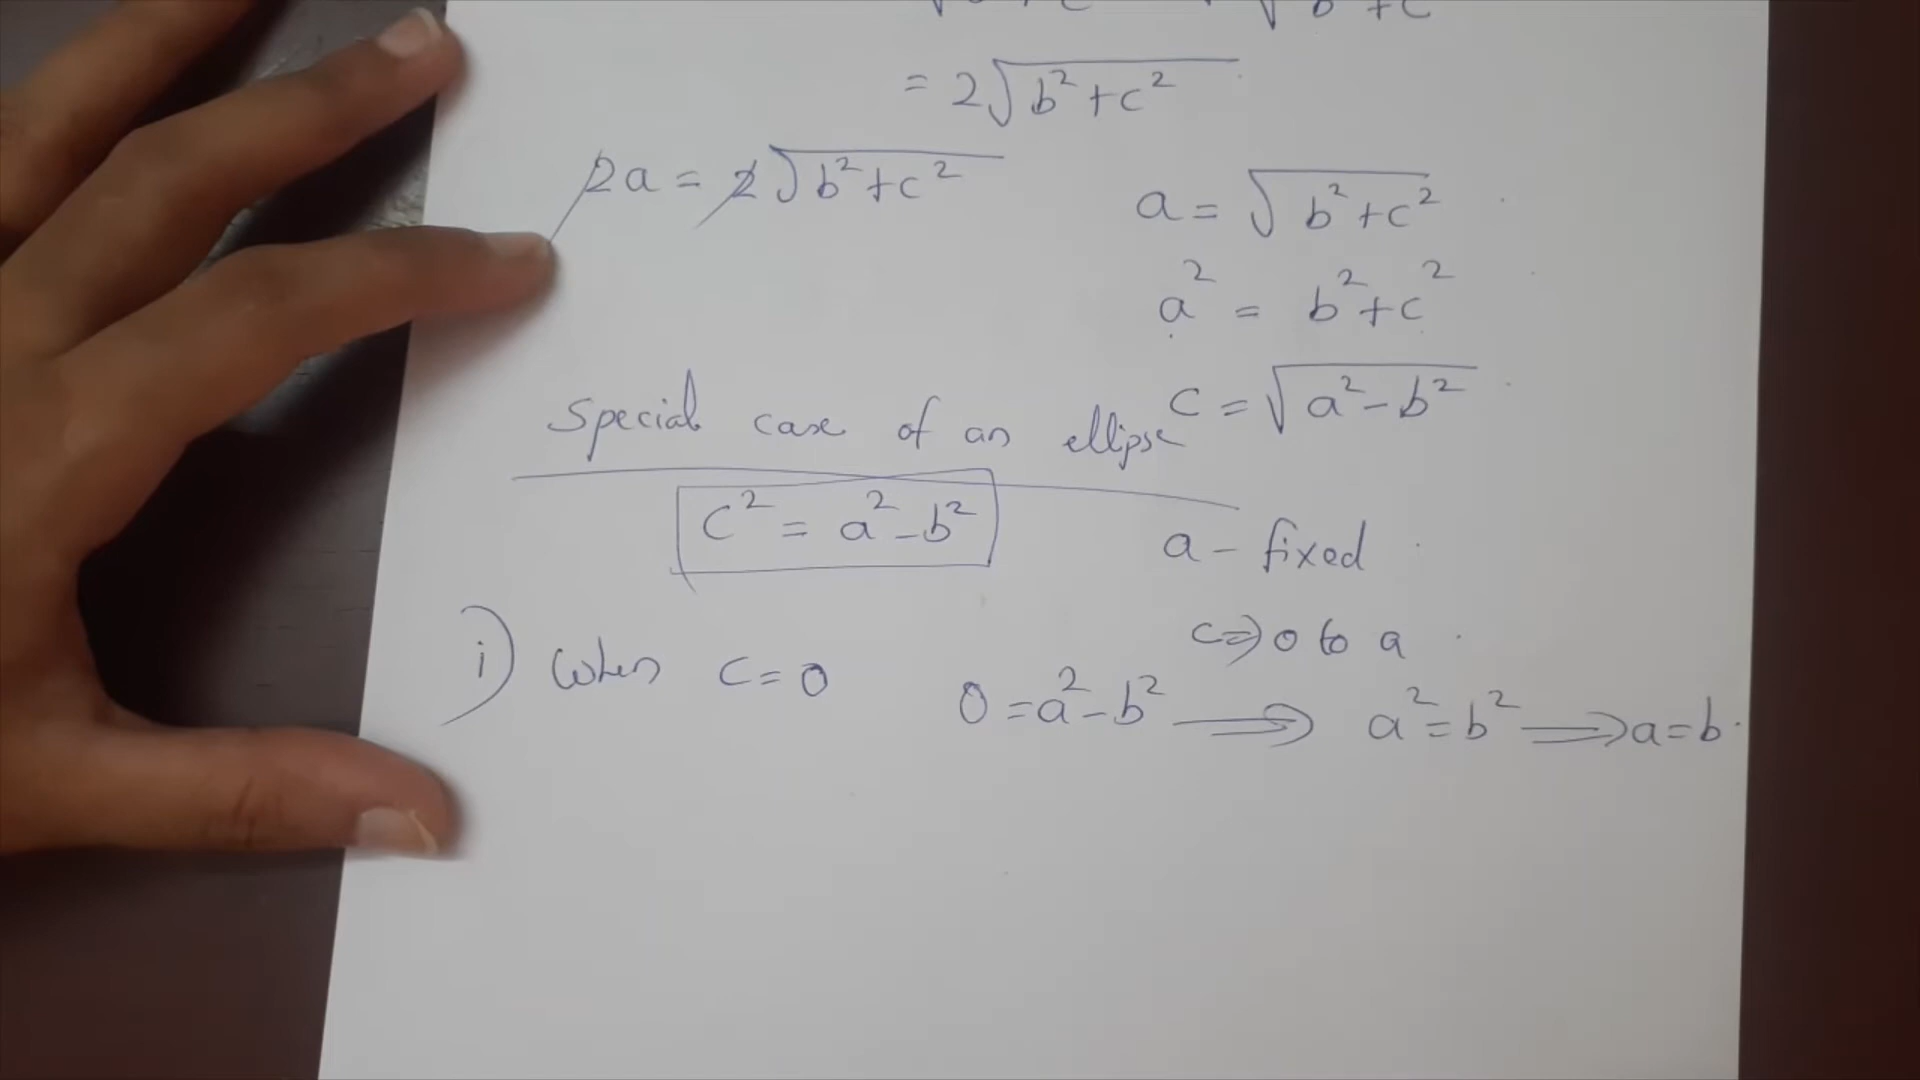 = 2√b²+c²
2a = 2√b²+c²
a = √b²+c²
a² = b²+c²
c = √a²-b²
Special case of an ellipse
c² = a²-b²
a - fixed
c⇒0 to a
i) when c=0
0=a²-b² ⟹ a²=b² ⟹ a=b.